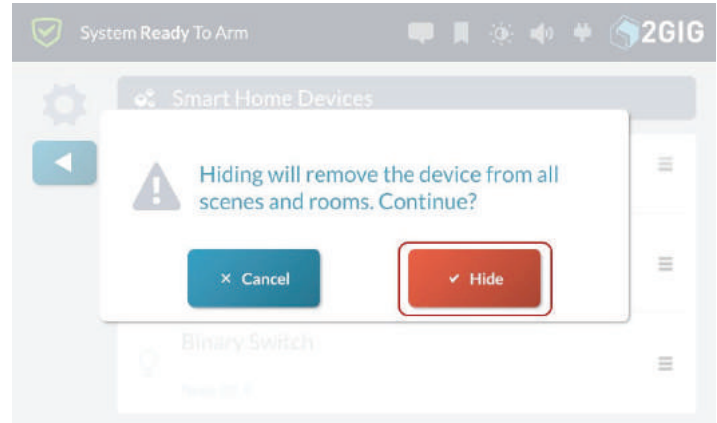 System Ready To Arm
2GIG
Smart Home Devices
Hiding will remove the device from all
scenes and rooms. Continue?
× Cancel
✓ Hide
Binary Switch